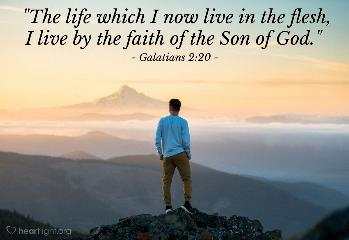 "The life which I now live in the flesh,
I live by the faith of the Son of God."
- Galatians 2:20 -
heartlight.org